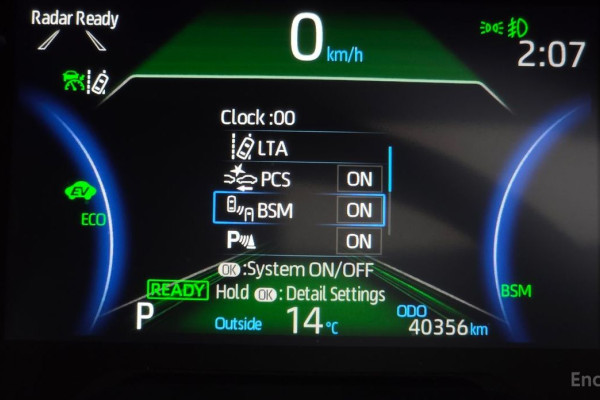 Radar Ready
0 km/h
2:07
Clock :00
LTA
PCS ON
BSM ON
P ON
EV
ECO
OK :System ON/OFF
READY Hold OK : Detail Settings
BSM
P
Outside 14 °C
ODO
40356 km
Enc